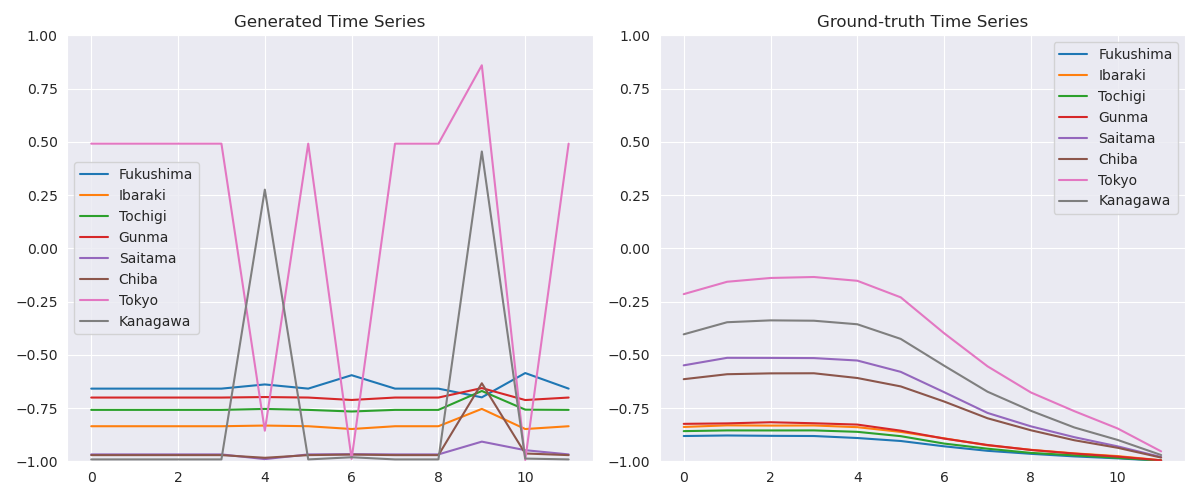 Generated Time Series
1.00
0.75
0.50
0.25
0.00
−0.25
−0.50
−0.75
−1.00
0 2 4 6 8 10
Fukushima
Ibaraki
Tochigi
Gunma
Saitama
Chiba
Tokyo
Kanagawa
Ground-truth Time Series
1.00
0.75
0.50
0.25
0.00
−0.25
−0.50
−0.75
−1.00
0 2 4 6 8 10
Fukushima
Ibaraki
Tochigi
Gunma
Saitama
Chiba
Tokyo
Kanagawa